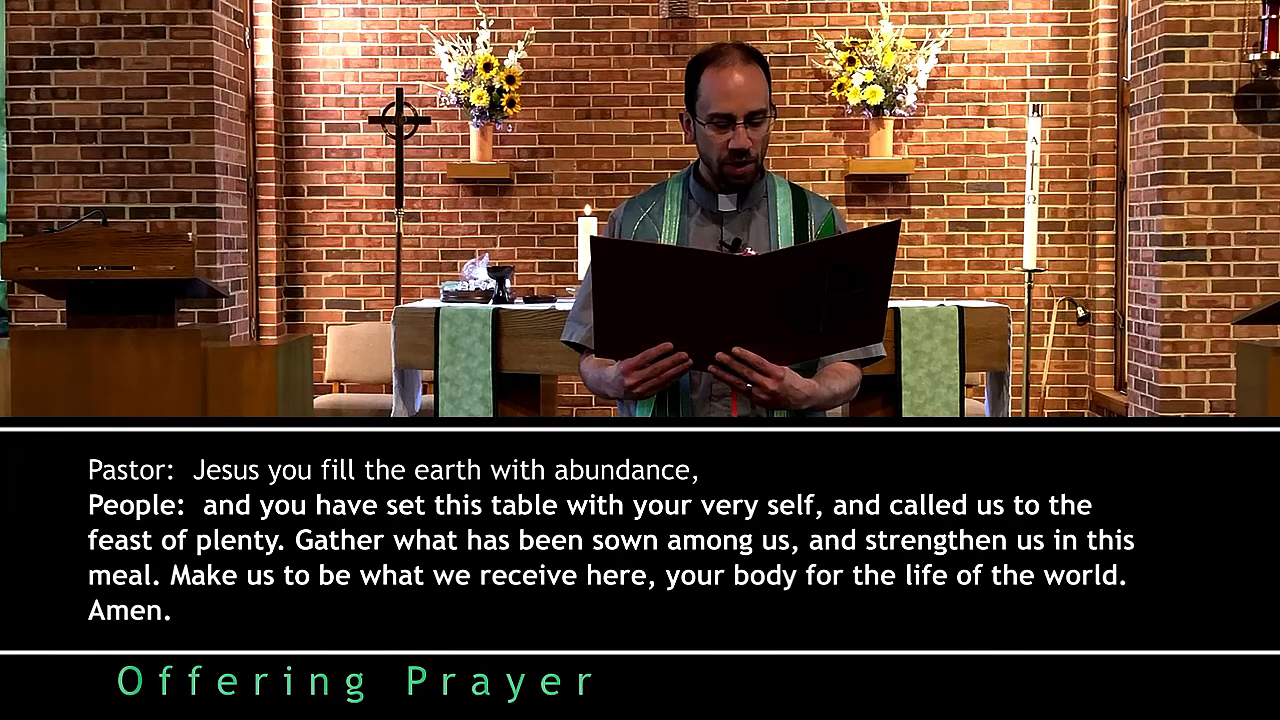 Α
Ω
Pastor:  Jesus you fill the earth with abundance,
People:  and you have set this table with your very self, and called us to the
feast of plenty. Gather what has been sown among us, and strengthen us in this
meal. Make us to be what we receive here, your body for the life of the world.
Amen.
Offering Prayer